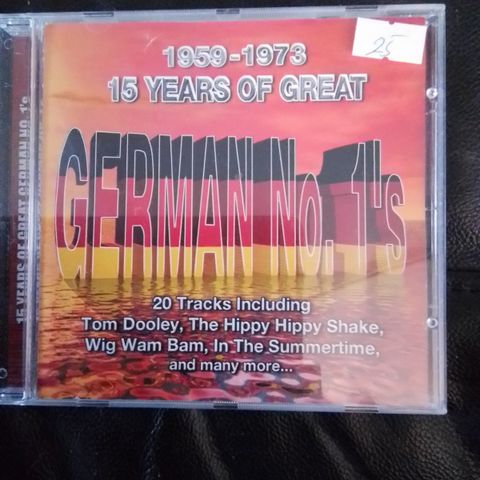 1959-1973
15 YEARS OF GREAT
GERMAN No. 1's
20 Tracks Including
Tom Dooley, The Hippy Hippy Shake,
Wig Wam Bam, In The Summertime,
and many more...
25
15 YEARS OF GREAT GERMAN NO. 1's